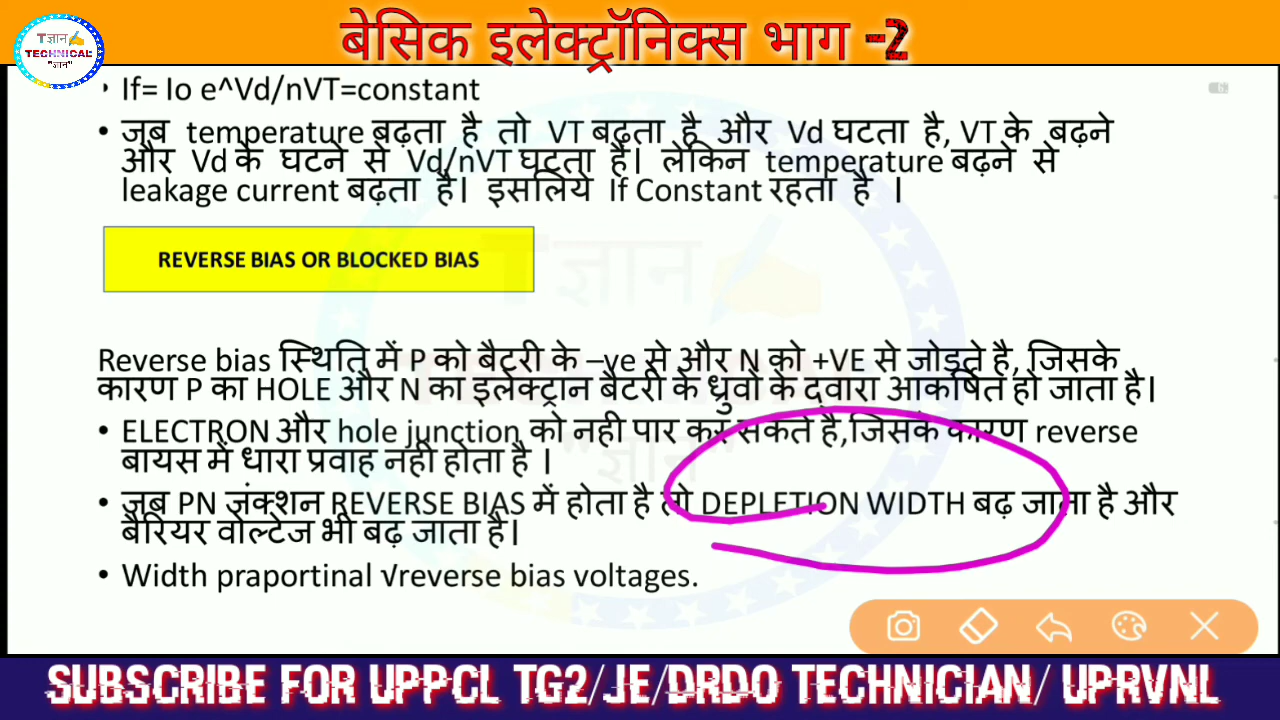 Tज्ञान
TECHNICAL
"ज्ञान"
बेसिक इलेक्ट्रॉनिक्स भाग -2
• If= Io e^Vd/nVT=constant
• जब temperature बढ़ता है तो VT बढ़ता है और Vd घटता है, VT के बढ़ने
और Vd के घटने से Vd/nVT घटता है। लेकिन temperature बढ़ने से
leakage current बढ़ता है। इसलिये If Constant रहता है ।
REVERSE BIAS OR BLOCKED BIAS
Reverse bias स्थिति में P को बैटरी के –ve से और N को +VE से जोड़ते है, जिसके
कारण P का HOLE और N का इलेक्ट्रान बैटरी के ध्रुवो के द्वारा आकर्षित हो जाता है।
• ELECTRON और hole junction को नही पार कर सकते है,जिसके कारण reverse
बायस में धारा प्रवाह नही होता है ।
• जब PN जंक्शन REVERSE BIAS में होता है तो DEPLETION WIDTH बढ़ जाता है और
बैरियर वोल्टेज भी बढ़ जाता है।
• Width praportinal √reverse bias voltages.
SUBSCRIBE FOR UPPCL TG2/JE/DRDO TECHNICIAN/ UPRVNL